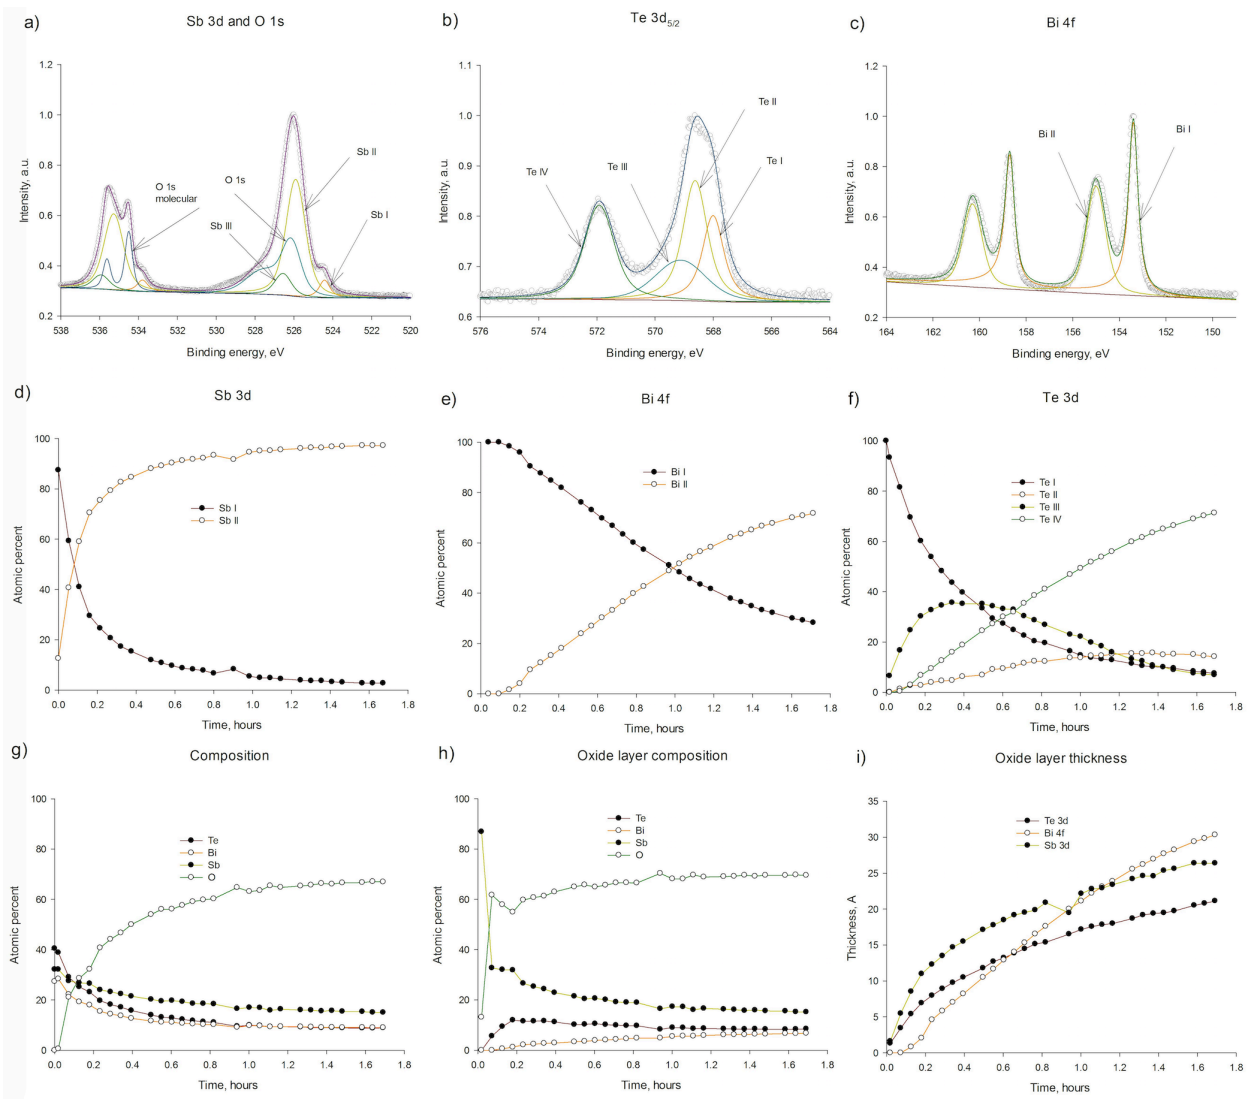 a)
Sb 3d and O 1s
Intensity, a.u.
1.2
1.0
0.8
0.6
0.4
0.2
O 1s
molecular
O 1s
Sb II
Sb III
Sb I
538 536 534 532 530 528 526 524 522 520
Binding energy, eV
b)
Te 3d5/2
Intensity, a.u.
1.1
1.0
0.9
0.8
0.7
0.6
Te II
Te IV
Te III
Te I
576 574 572 570 568 566 564
Binding energy, eV
c)
Bi 4f
Intensity, a.u.
1.2
1.0
0.8
0.6
0.4
0.2
Bi II
Bi I
164 162 160 158 156 154 152 150
Binding energy, eV
d)
Sb 3d
Atomic percent
100
80
60
40
20
0
Sb I
Sb II
0.0 0.2 0.4 0.6 0.8 1.0 1.2 1.4 1.6 1.8
Time, hours
e)
Bi 4f
Atomic percent
100
80
60
40
20
0
Bi I
Bi II
0.0 0.2 0.4 0.6 0.8 1.0 1.2 1.4 1.6 1.8
Time, hours
f)
Te 3d
Atomic percent
100
80
60
40
20
0
Te I
Te II
Te III
Te IV
0.0 0.2 0.4 0.6 0.8 1.0 1.2 1.4 1.6 1.8
Time, hours
g)
Composition
Atomic percent
100
80
60
40
20
0
Te
Bi
Sb
O
0.0 0.2 0.4 0.6 0.8 1.0 1.2 1.4 1.6 1.8
Time, hours
h)
Oxide layer composition
Atomic percent
100
80
60
40
20
0
Te
Bi
Sb
O
0.0 0.2 0.4 0.6 0.8 1.0 1.2 1.4 1.6 1.8
Time, hours
i)
Oxide layer thickness
Thickness, A
35
30
25
20
15
10
5
0
Te 3d
Bi 4f
Sb 3d
0.0 0.2 0.4 0.6 0.8 1.0 1.2 1.4 1.6 1.8
Time, hours